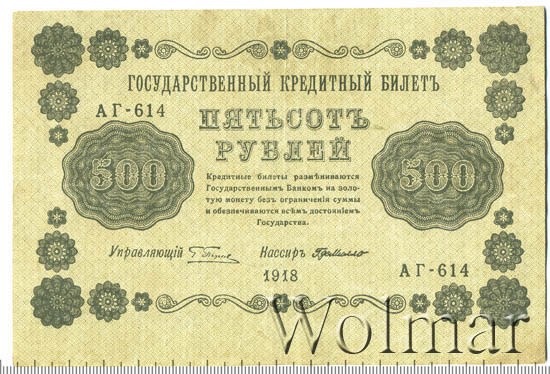 ГОСУДАРСТВЕННЫЙ КРЕДИТНЫЙ БИЛЕТЪ
АГ-614
ПЯТЬСОТЪ
РУБЛЕЙ
500
500
Кредитные билеты размѣниваются
Государственнымъ Банкомъ на золо-
тую монету безъ ограниченія суммы
и обезпечиваются всѣмъ достояніемъ
Государства.
Управляющій
Кассиръ
1918
АГ-614
Wolmar